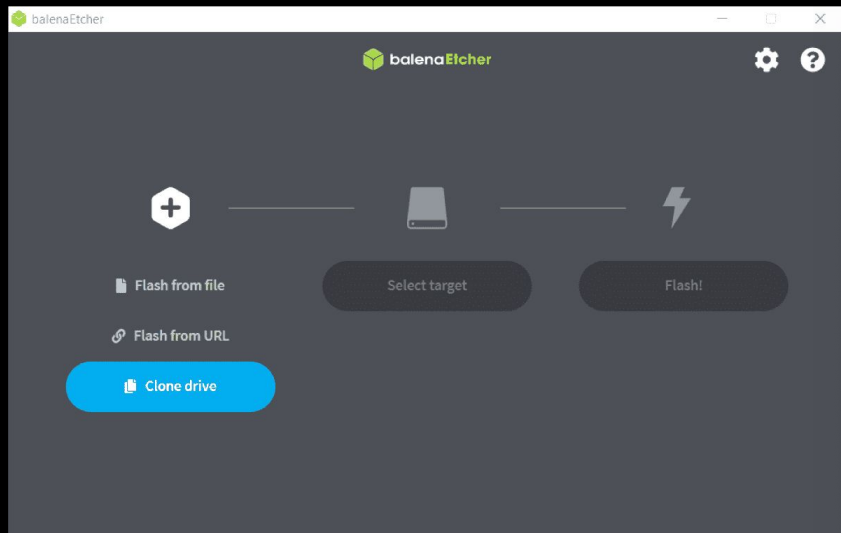 balenaEtcher
balenaEtcher
Flash from file
Select target
Flash!
Flash from URL
Clone drive